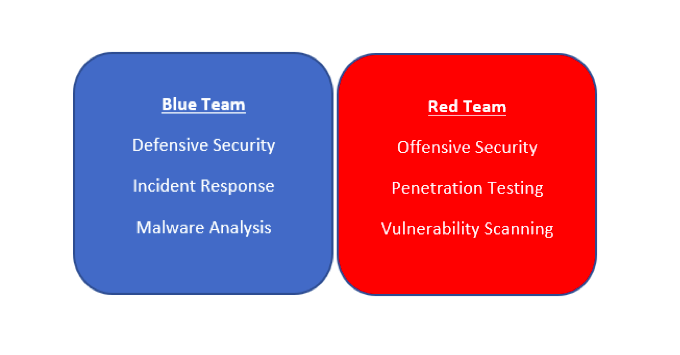 Blue Team
Defensive Security
Incident Response
Malware Analysis
Red Team
Offensive Security
Penetration Testing
Vulnerability Scanning